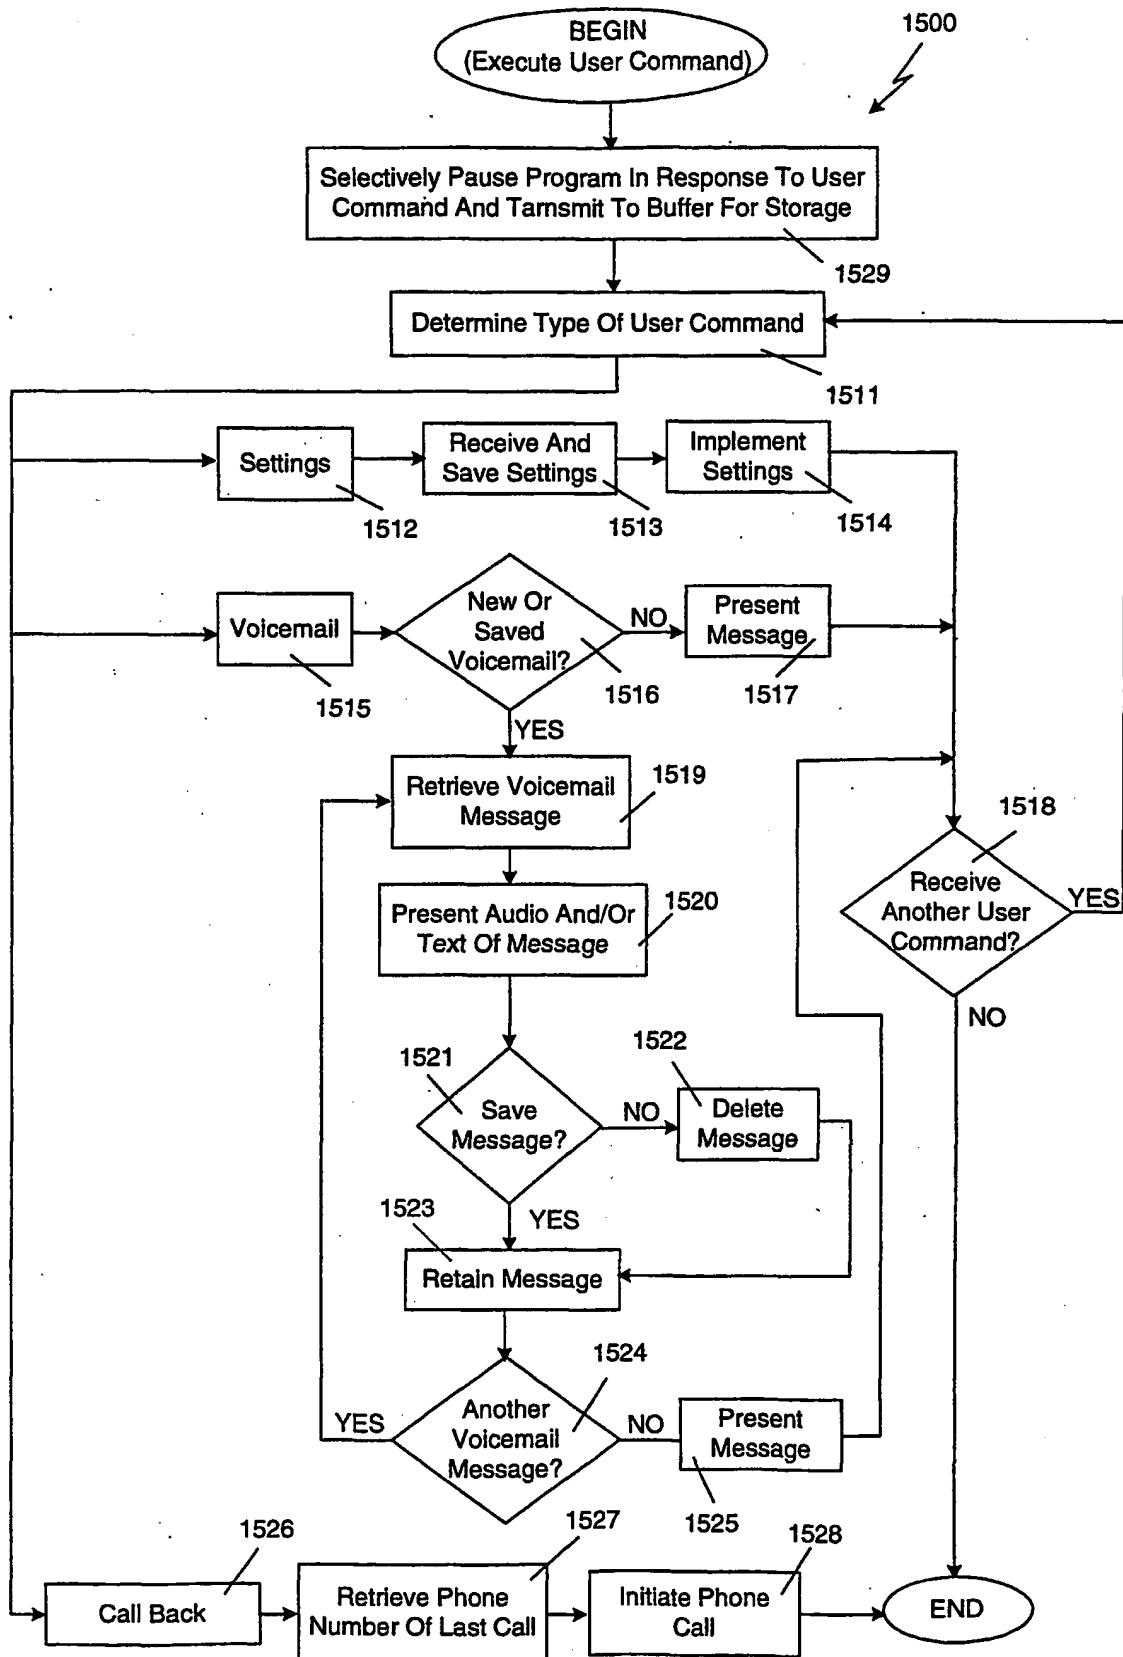 BEGIN
(Execute User Command)
1500
Selectively Pause Program In Response To User
Command And Tarnsmit To Buffer For Storage
1529
Determine Type Of User Command
1511
Settings
1512
Receive And
Save Settings
1513
Implement
Settings
1514
Voicemail
1515
New Or
Saved
Voicemail?
1516
NO
Present
Message
1517
YES
Retrieve Voicemail
Message
1519
1518
Receive
Another User
Command?
YES
NO
Present Audio And/Or
Text Of Message
1520
1521
Save
Message?
NO
1522
Delete
Message
YES
1523
Retain Message
1524
Another
Voicemail
Message?
YES
NO
Present
Message
1525
1526
Call Back
1527
Retrieve Phone
Number Of Last Call
1528
Initiate Phone
Call
END